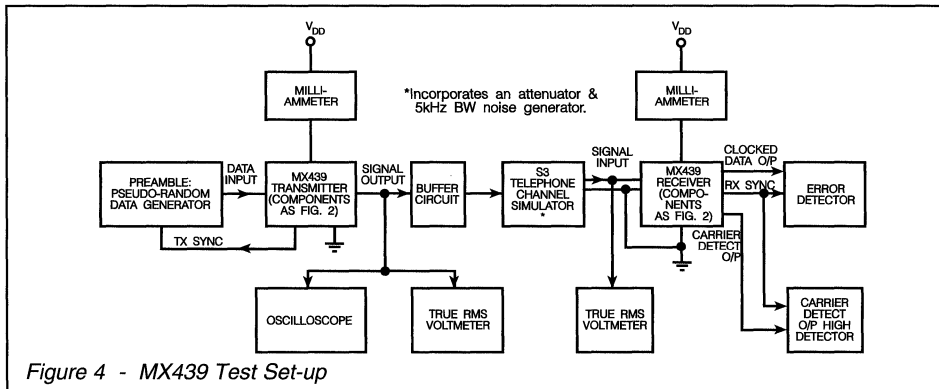 VDD
VDD
MILLI-
AMMETER
*Incorporates an attenuator &
5kHz BW noise generator.
MILLI-
AMMETER
PREAMBLE:
PSEUDO-RANDOM
DATA GENERATOR
DATA
INPUT
MX439
TRANSMITTER
(COMPONENTS
AS FIG. 2)
SIGNAL
OUTPUT
BUFFER
CIRCUIT
S3
TELEPHONE
CHANNEL
SIMULATOR
*
SIGNAL
INPUT
MX439
RECEIVER
(COMPO-
NENTS
AS FIG. 2)
CLOCKED
DATA O/P
RX SYNC
ERROR
DETECTOR
TX SYNC
CARRIER
DETECT
O/P
OSCILLOSCOPE
TRUE RMS
VOLTMETER
TRUE RMS
VOLTMETER
CARRIER
DETECT
O/P HIGH
DETECTOR
Figure 4 - MX439 Test Set-up